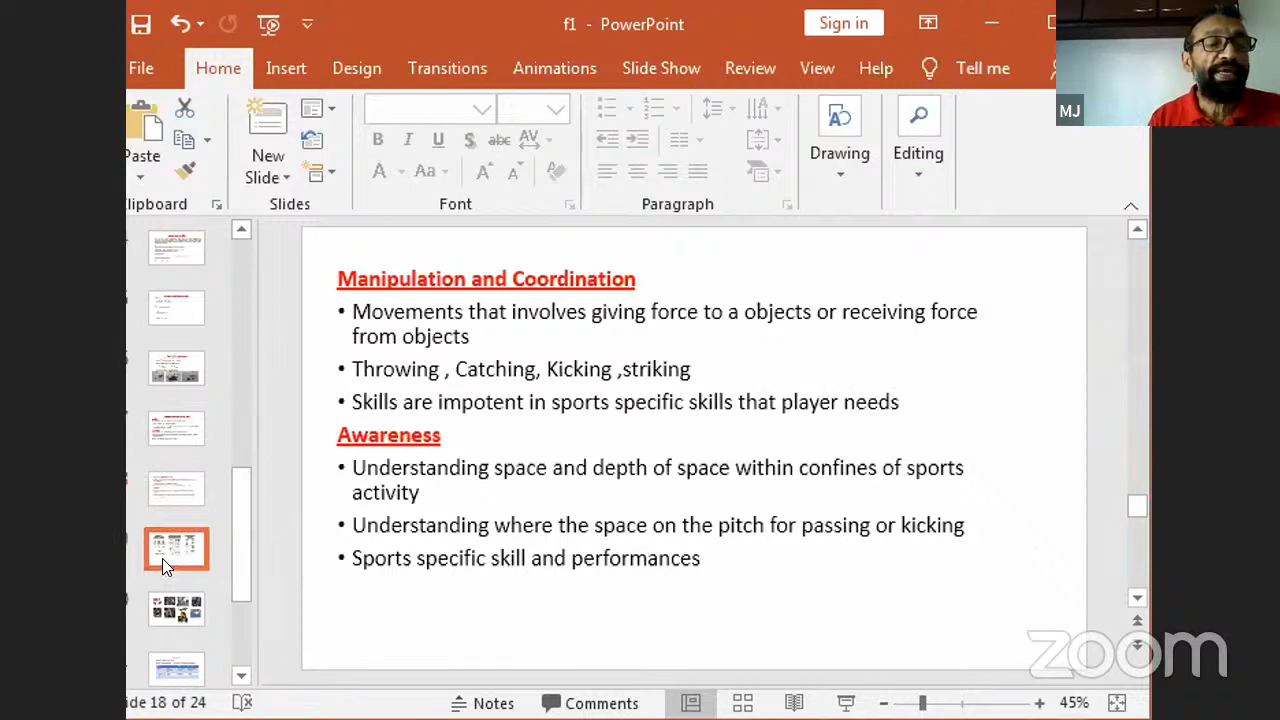 f1 - PowerPoint
Sign in
File Home Insert Design Transitions Animations Slide Show Review View Help Tell me
MJ
Paste
New
Slide
Drawing
Editing
lipboard
Slides
Font
Paragraph
Manipulation and Coordination
• Movements that involves giving force to a objects or receiving force
from objects
• Throwing , Catching, Kicking ,striking
• Skills are impotent in sports specific skills that player needs
Awareness
• Understanding space and depth of space within confines of sports
activity
• Understanding where the space on the pitch for passing or kicking
• Sports specific skill and performances
zoom
ide 18 of 24
Notes
Comments
45%